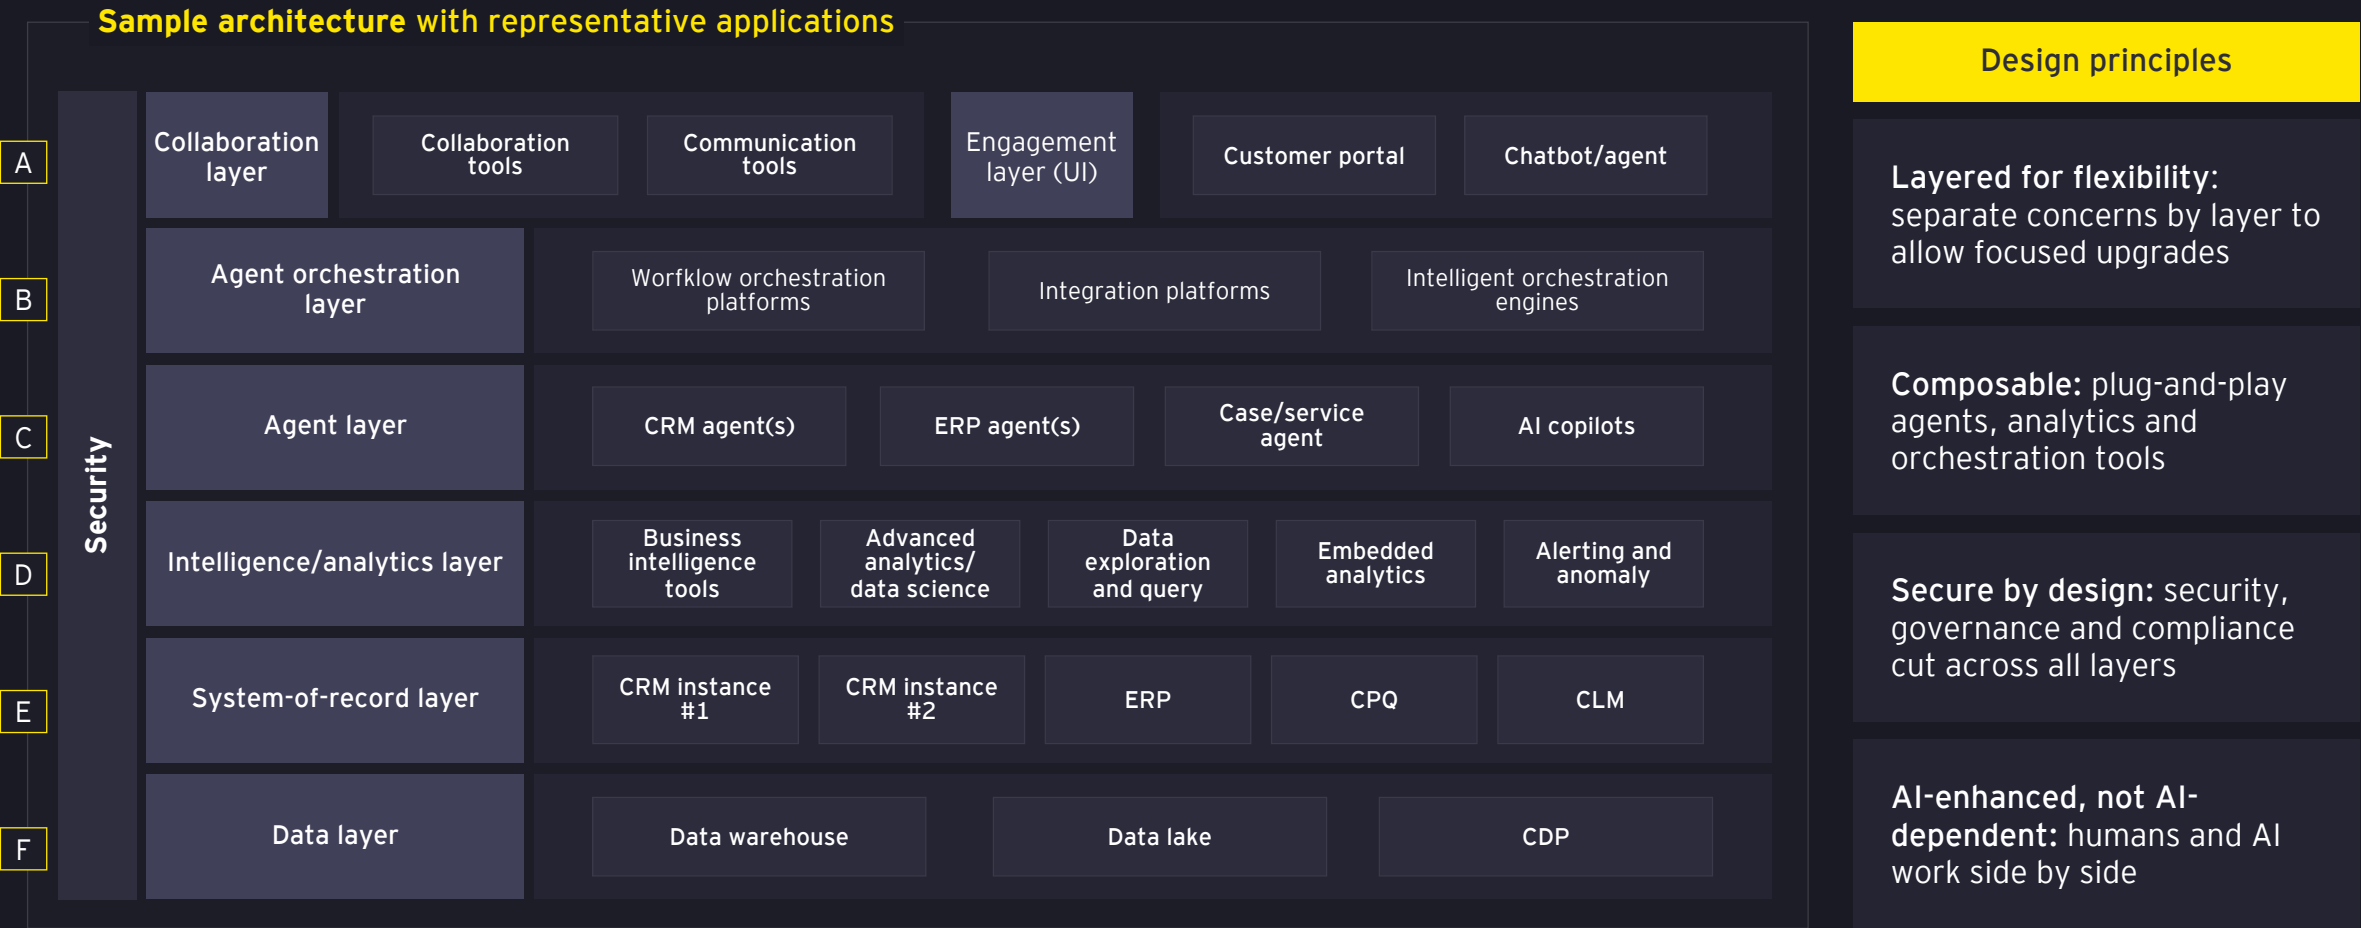 Sample architecture with representative applications
Security
A
Collaboration
layer
Collaboration
tools
Communication
tools
Engagement
layer (UI)
Customer portal
Chatbot/agent
B
Agent orchestration
layer
Worfklow orchestration
platforms
Integration platforms
Intelligent orchestration
engines
C
Agent layer
CRM agent(s)
ERP agent(s)
Case/service
agent
AI copilots
D
Intelligence/analytics layer
Business
intelligence
tools
Advanced
analytics/
data science
Data
exploration
and query
Embedded
analytics
Alerting and
anomaly
E
System-of-record layer
CRM instance
#1
CRM instance
#2
ERP
CPQ
CLM
F
Data layer
Data warehouse
Data lake
CDP
Design principles
Layered for flexibility:
separate concerns by layer to
allow focused upgrades
Composable: plug-and-play
agents, analytics and
orchestration tools
Secure by design: security,
governance and compliance
cut across all layers
AI-enhanced, not AI-
dependent: humans and AI
work side by side